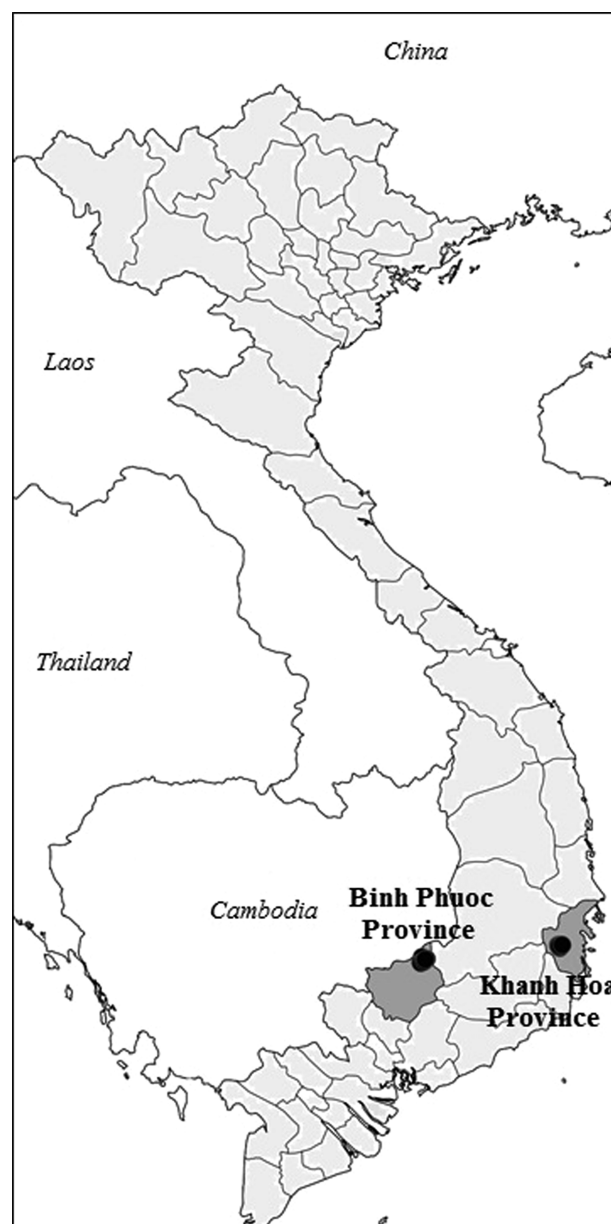 China
Laos
Thailand
Cambodia
Binh Phuoc
Province
Khanh Hoa
Province